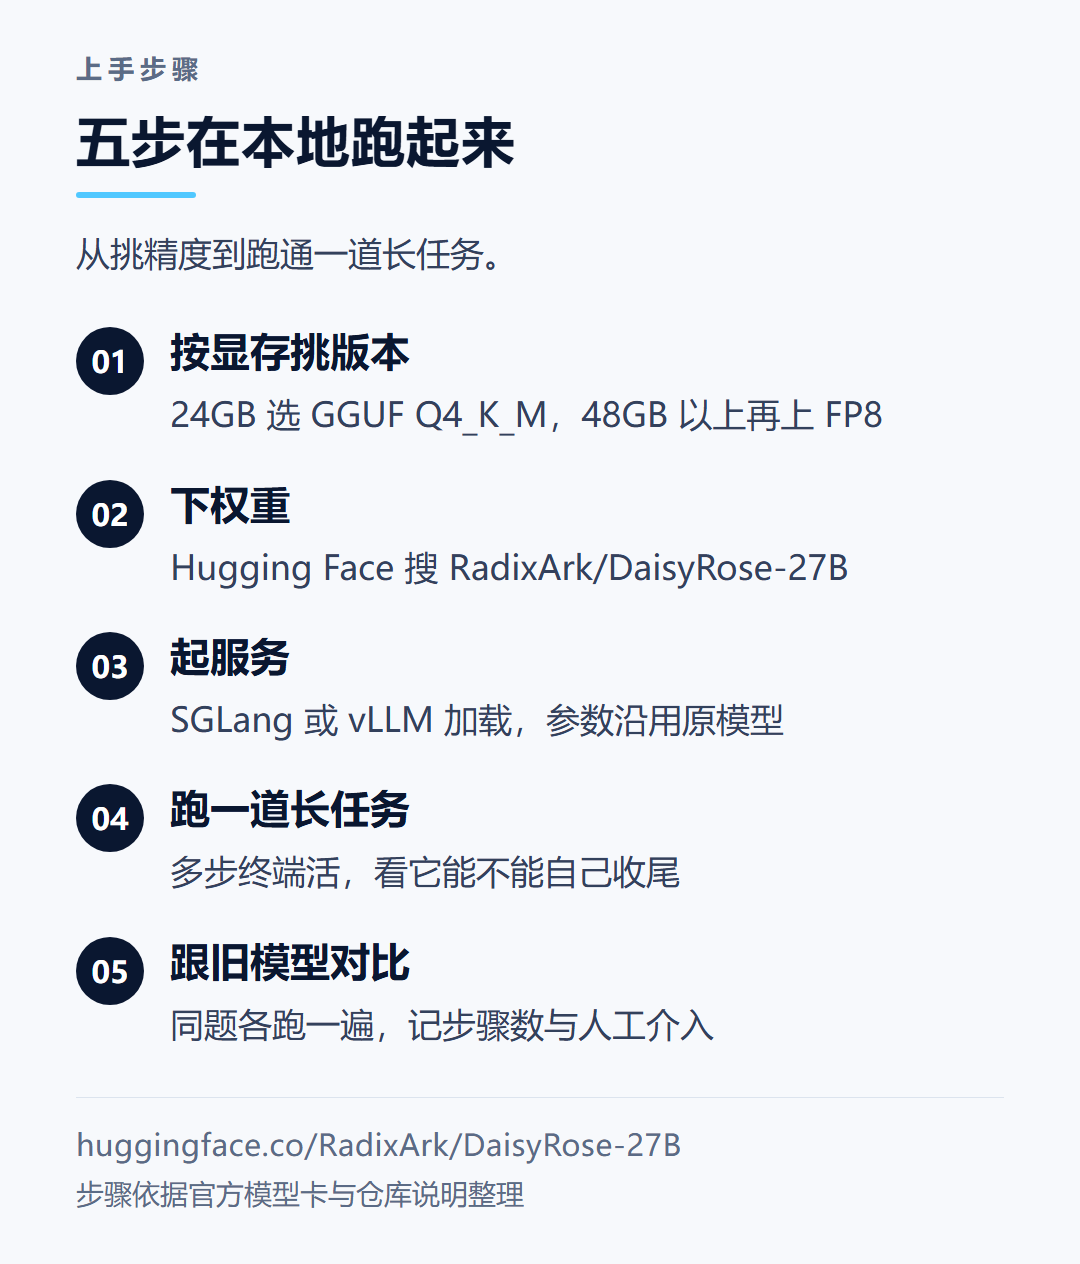 上手步骤
五步在本地跑起来
从挑精度到跑通一道长任务。
01
按显存挑版本
24GB 选 GGUF Q4_K_M，48GB 以上再上 FP8
02
下权重
Hugging Face 搜 RadixArk/DaisyRose-27B
03
起服务
SGLang 或 vLLM 加载，参数沿用原模型
04
跑一道长任务
多步终端活，看它能不能自己收尾
05
跟旧模型对比
同题各跑一遍，记步骤数与人工介入
huggingface.co/RadixArk/DaisyRose-27B
步骤依据官方模型卡与仓库说明整理